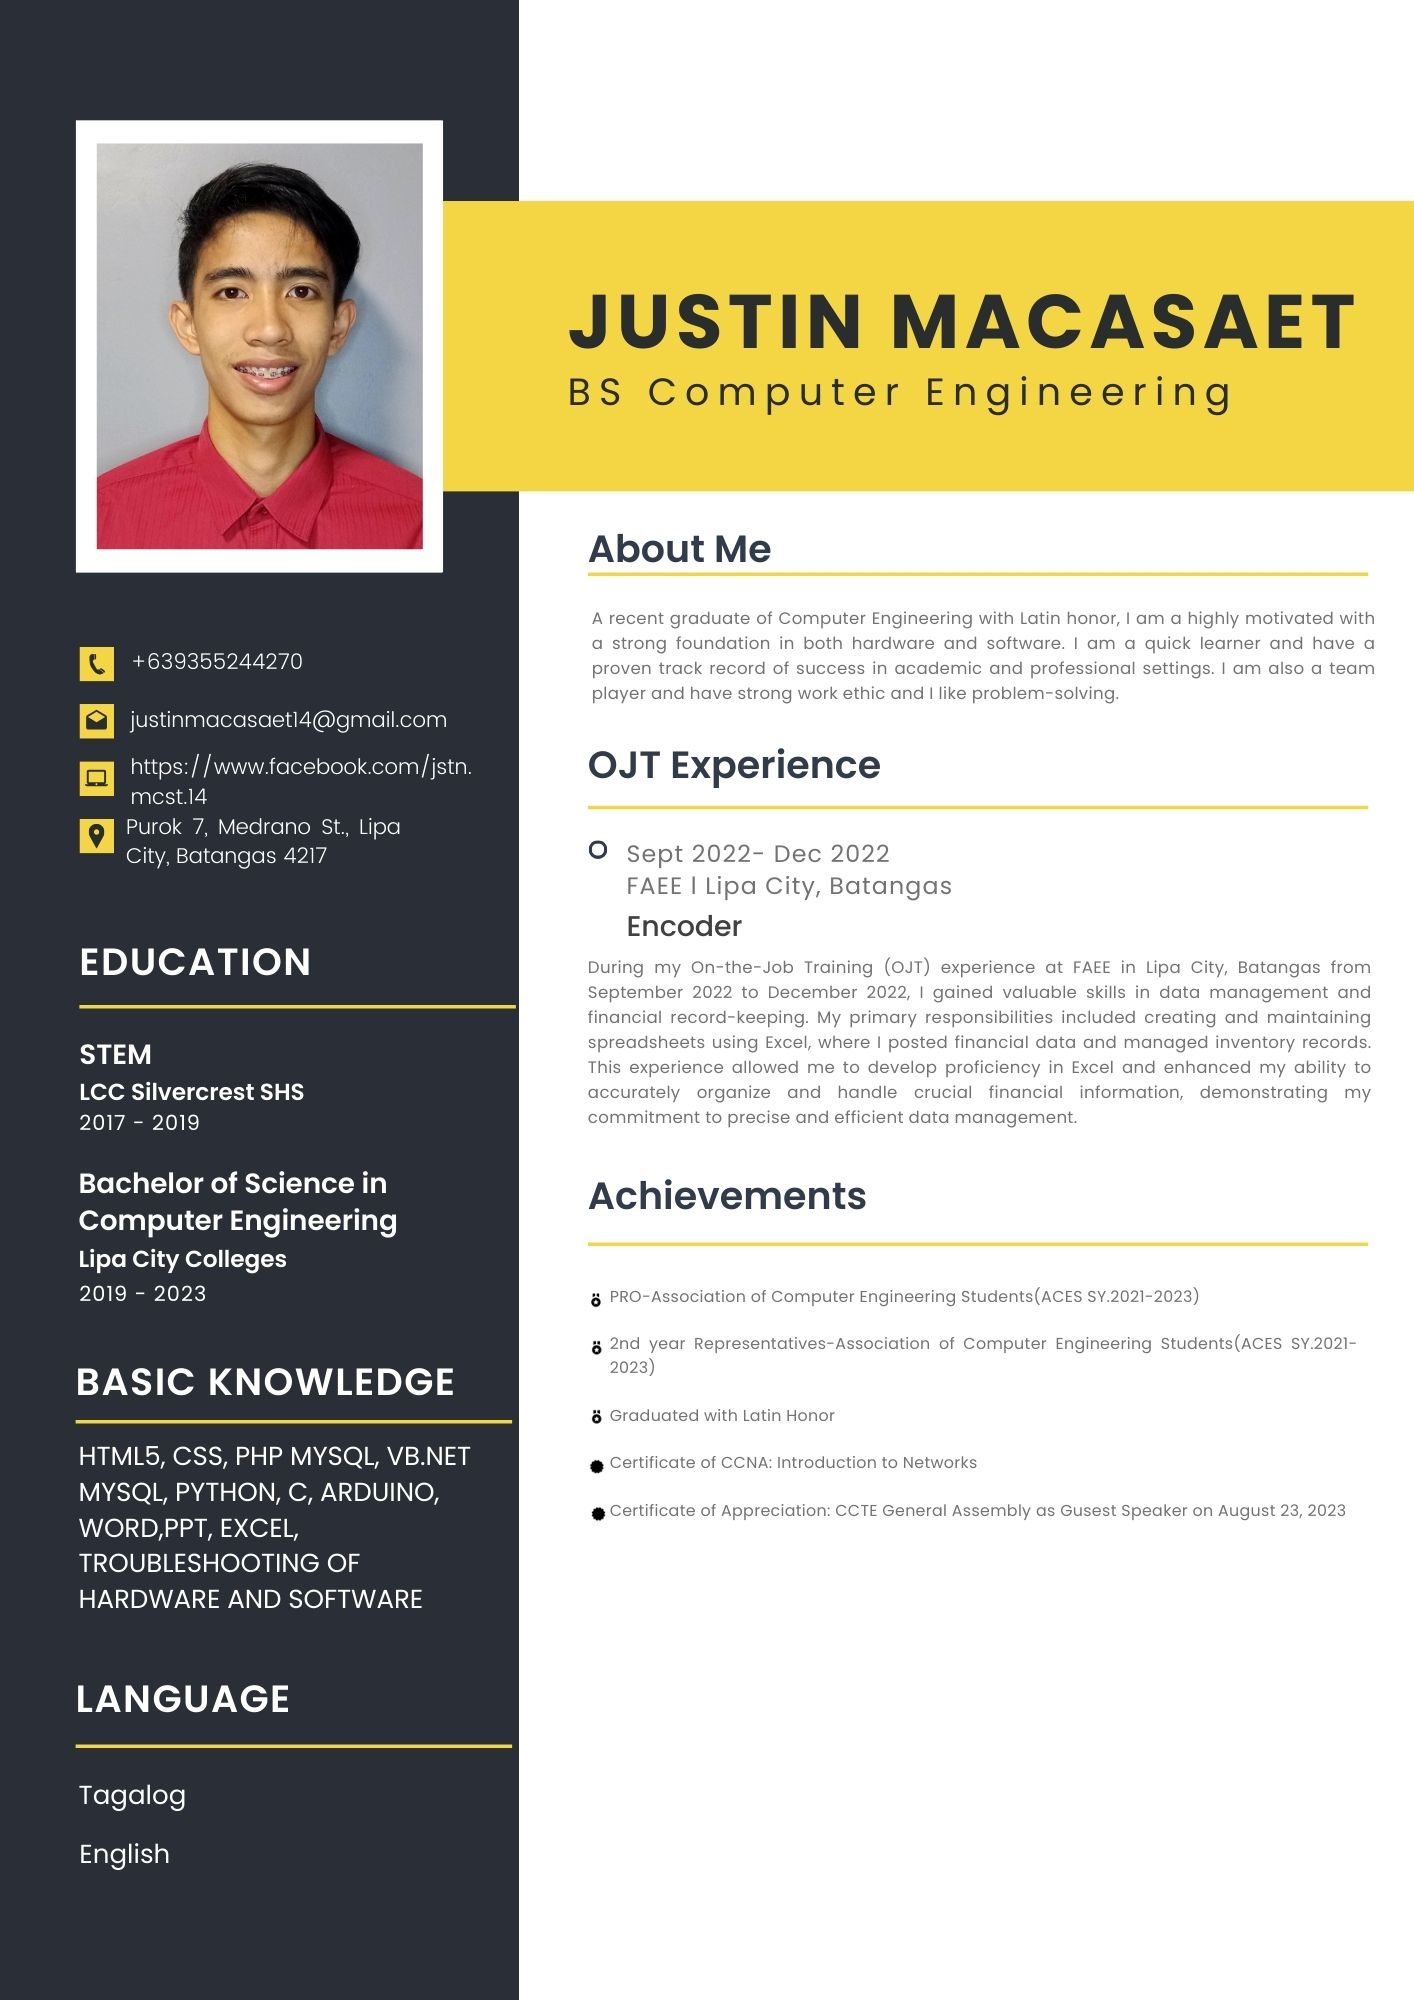 JUSTIN MACASAET
BS Computer Engineering
+639355244270
justinmacasaet14@gmail.com
https://www.facebook.com/jstn.
mcst.14
Purok 7, Medrano St., Lipa
City, Batangas 4217
EDUCATION
STEM
LCC Silvercrest SHS
2017 - 2019
Bachelor of Science in
Computer Engineering
Lipa City Colleges
2019 - 2023
BASIC KNOWLEDGE
HTML5, CSS, PHP MYSQL, VB.NET
MYSQL, PYTHON, C, ARDUINO,
WORD,PPT, EXCEL,
TROUBLESHOOTING OF
HARDWARE AND SOFTWARE
LANGUAGE
Tagalog
English
About Me
A recent graduate of Computer Engineering with Latin honor, I am a highly motivated with
a strong foundation in both hardware and software. I am a quick learner and have a
proven track record of success in academic and professional settings. I am also a team
player and have strong work ethic and I like problem-solving.
OJT Experience
Sept 2022- Dec 2022
FAEE l Lipa City, Batangas
Encoder
During my On-the-Job Training (OJT) experience at FAEE in Lipa City, Batangas from
September 2022 to December 2022, I gained valuable skills in data management and
financial record-keeping. My primary responsibilities included creating and maintaining
spreadsheets using Excel, where I posted financial data and managed inventory records.
This experience allowed me to develop proficiency in Excel and enhanced my ability to
accurately organize and handle crucial financial information, demonstrating my
commitment to precise and efficient data management.
Achievements
PRO-Association of Computer Engineering Students(ACES SY.2021-2023)
2nd year Representatives-Association of Computer Engineering Students(ACES SY.2021-
2023)
Graduated with Latin Honor
Certificate of CCNA: Introduction to Networks
Certificate of Appreciation: CCTE General Assembly as Gusest Speaker on August 23, 2023